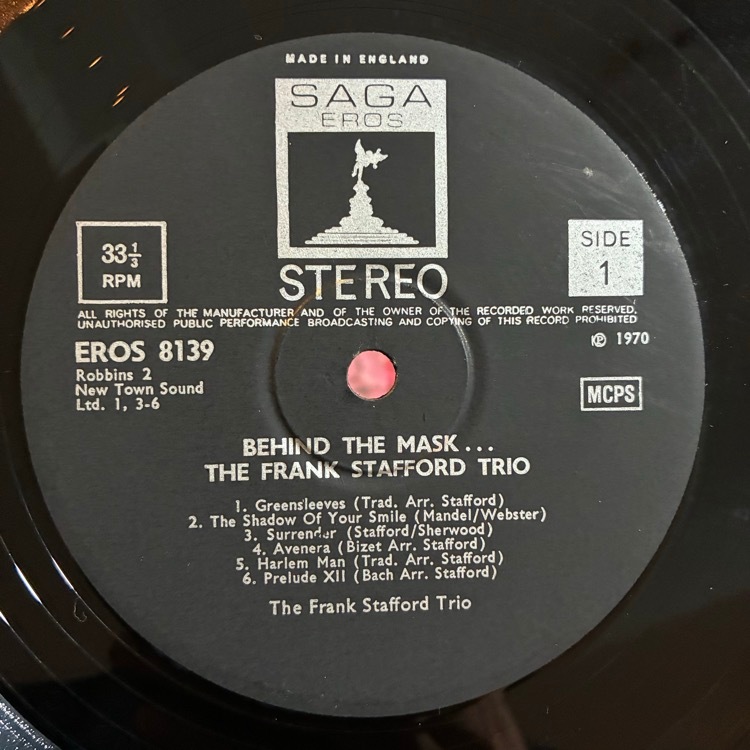 MADE IN ENGLAND
SAGA
EROS
33 1/3
RPM
SIDE
1
STEREO
ALL RIGHTS OF THE MANUFACTURER AND OF THE OWNER OF THE RECORDED WORK RESERVED.
UNAUTHORISED PUBLIC PERFORMANCE BROADCASTING AND COPYING OF THIS RECORD PROHIBITED
EROS 8139
℗ 1970
Robbins 2
New Town Sound
Ltd. 1, 3-6
MCPS
BEHIND THE MASK...
THE FRANK STAFFORD TRIO
1. Greensleeves (Trad. Arr. Stafford)
2. The Shadow Of Your Smile (Mandel/Webster)
3. Surrender (Stafford/Sherwood)
4. Avenera (Bizet Arr. Stafford)
5. Harlem Man (Trad. Arr. Stafford)
6. Prelude XII (Bach Arr. Stafford)
The Frank Stafford Trio